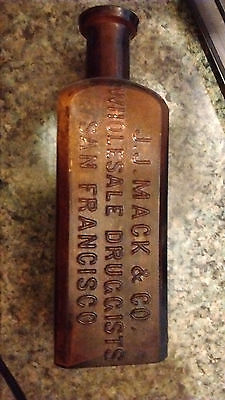 J.J. MACK & CO.
WHOLESALE DRUGGISTS
SAN FRANCISCO